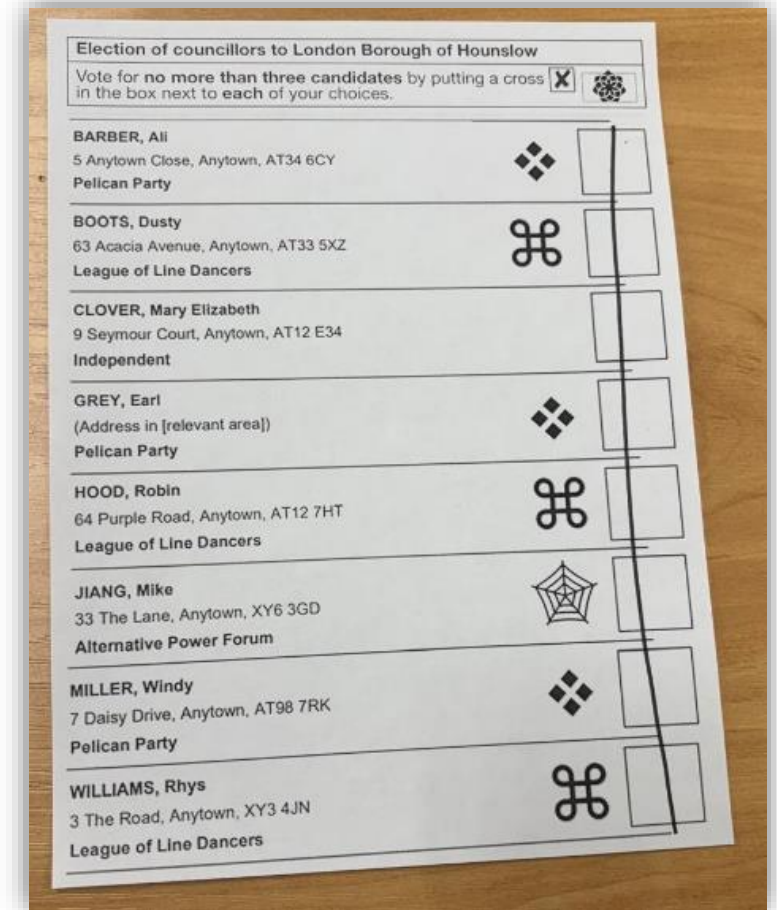 Election of councillors to London Borough of Hounslow
Vote for no more than three candidates by putting a cross X
in the box next to each of your choices.
BARBER, Ali
5 Anytown Close, Anytown, AT34 6CY
Pelican Party
BOOTS, Dusty
63 Acacia Avenue, Anytown, AT33 5XZ
League of Line Dancers
CLOVER, Mary Elizabeth
9 Seymour Court, Anytown, AT12 E34
Independent
GREY, Earl
(Address in [relevant area])
Pelican Party
HOOD, Robin
64 Purple Road, Anytown, AT12 7HT
League of Line Dancers
JIANG, Mike
33 The Lane, Anytown, XY6 3GD
Alternative Power Forum
MILLER, Windy
7 Daisy Drive, Anytown, AT98 7RK
Pelican Party
WILLIAMS, Rhys
3 The Road, Anytown, XY3 4JN
League of Line Dancers